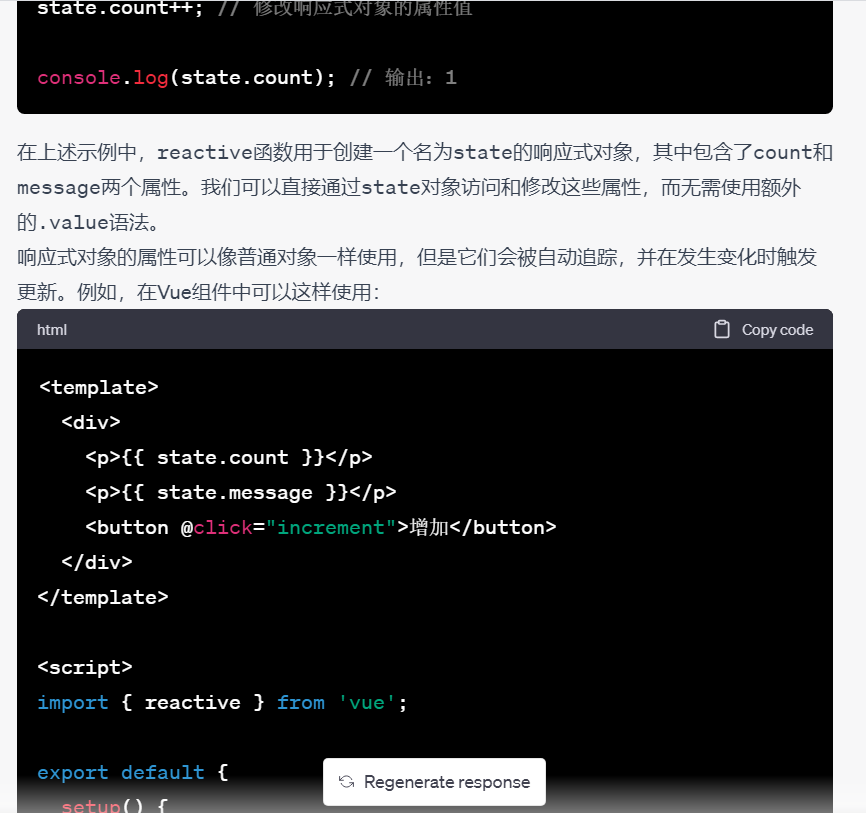 state.count++; // 修改响应式对象的属性值
console.log(state.count); // 输出：1
在上述示例中，reactive函数用于创建一个名为state的响应式对象，其中包含了count和
message两个属性。我们可以直接通过state对象访问和修改这些属性，而无需使用额外
的.value语法。
响应式对象的属性可以像普通对象一样使用，但是它们会被自动追踪，并在发生变化时触发
更新。例如，在Vue组件中可以这样使用：
html Copy code
<template>
  <div>
    <p>{{ state.count }}</p>
    <p>{{ state.message }}</p>
    <button @click="increment">增加</button>
  </div>
</template>
<script>
import { reactive } from 'vue';
export default {
Regenerate response
  setup() {